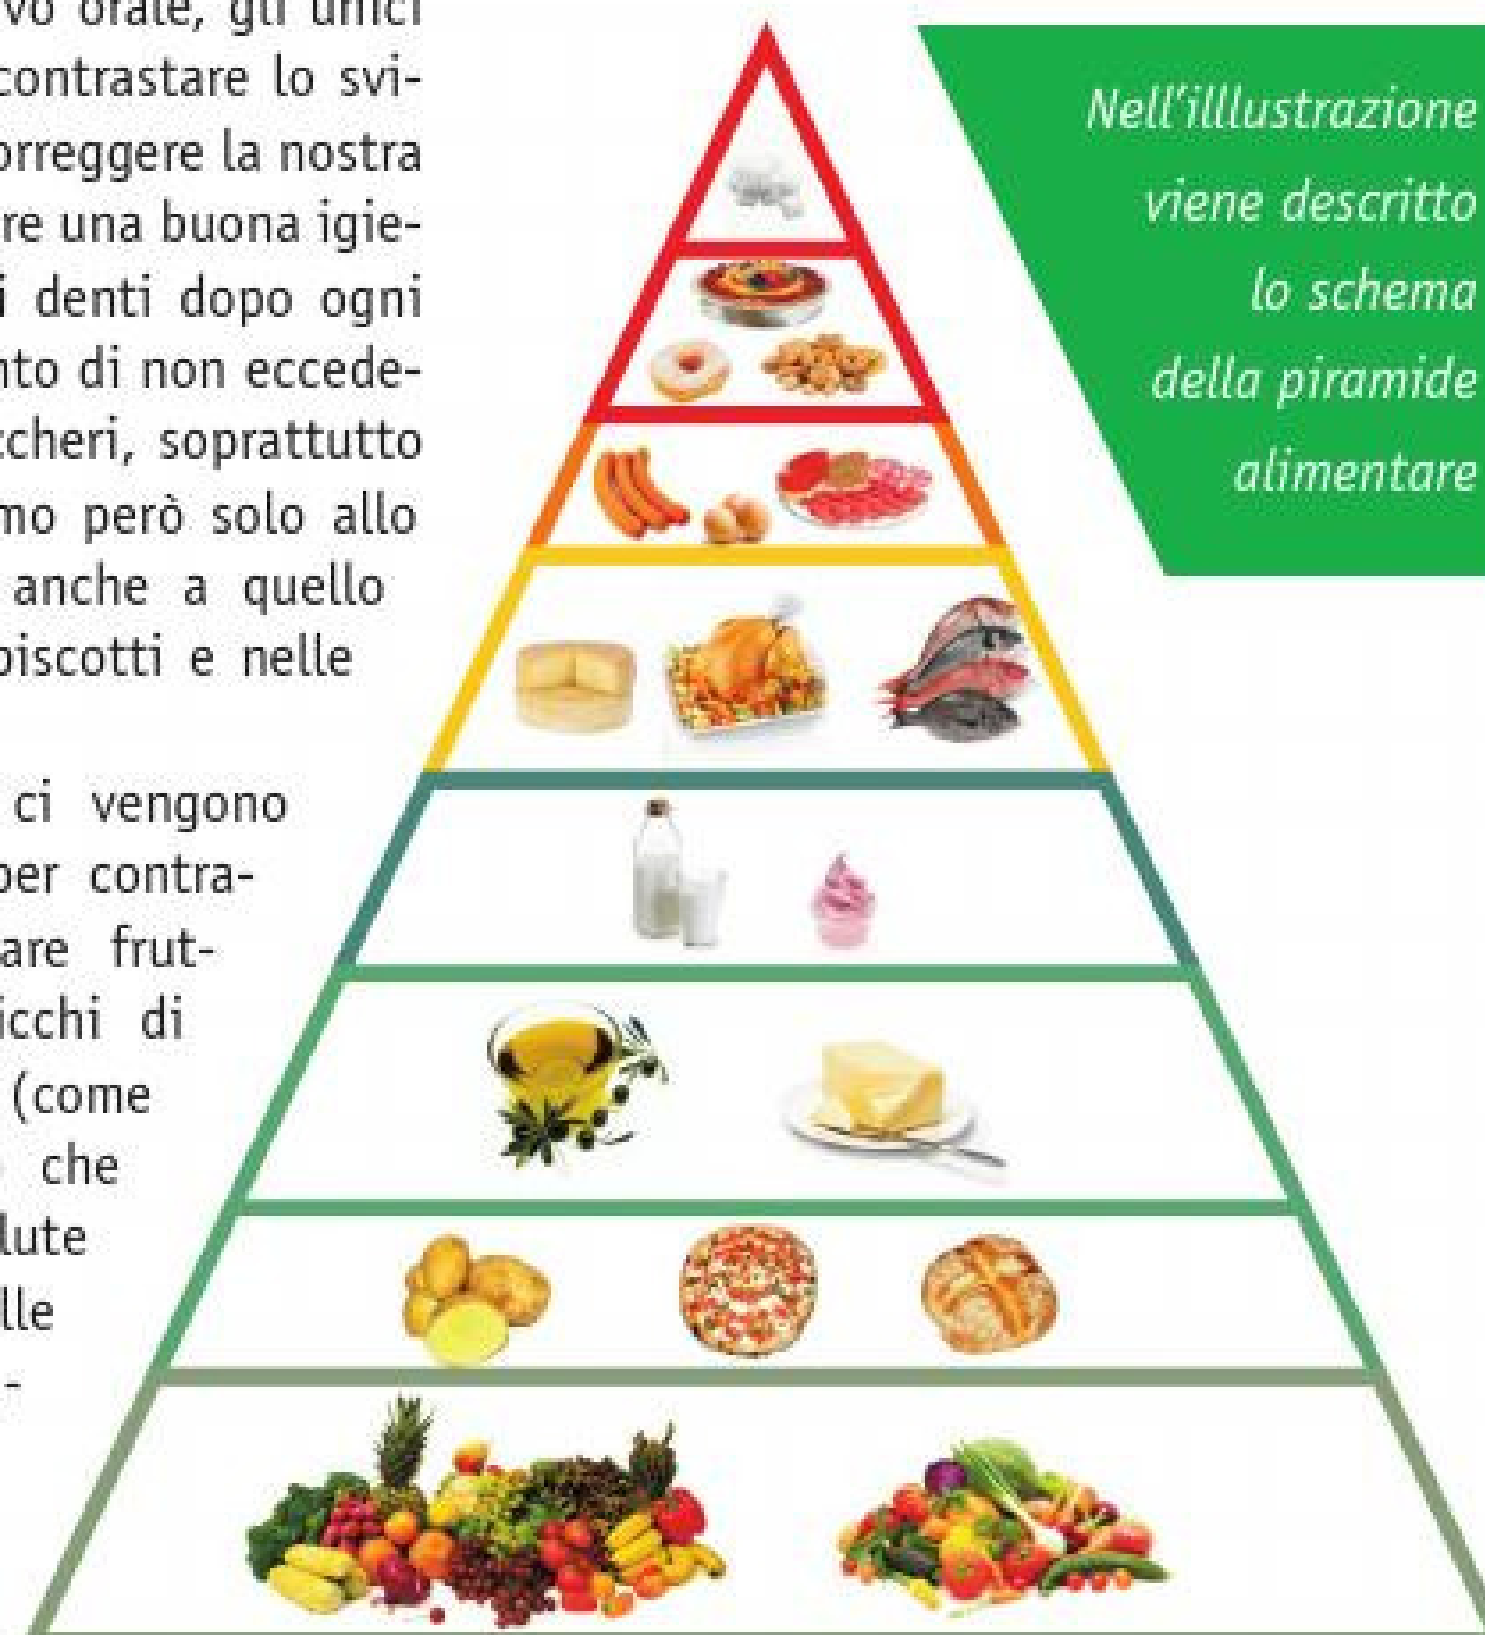 vo orale, gli unici
contrastare lo svi-
orreggere la nostra
re una buona igie-
i denti dopo ogni
nto di non eccede-
ccheri, soprattutto
mo però solo allo
anche a quello
biscotti e nelle
ci vengono
per contra-
are frut-
icchi di
(come
che
lute
lle
-
Nell'illlustrazione
viene descritto
lo schema
della piramide
alimentare